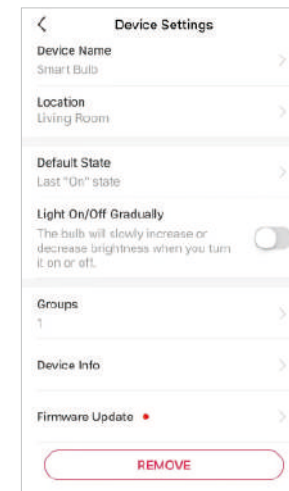 Device Settings
Device Name
Smart Bulb
Location
Living Room
Default State
Last "On" state
Light On/Off Gradually
The bulb will slowly increase or
decrease brightness when you turn
it on or off.
Groups
1
Device Info
Firmware Update
REMOVE